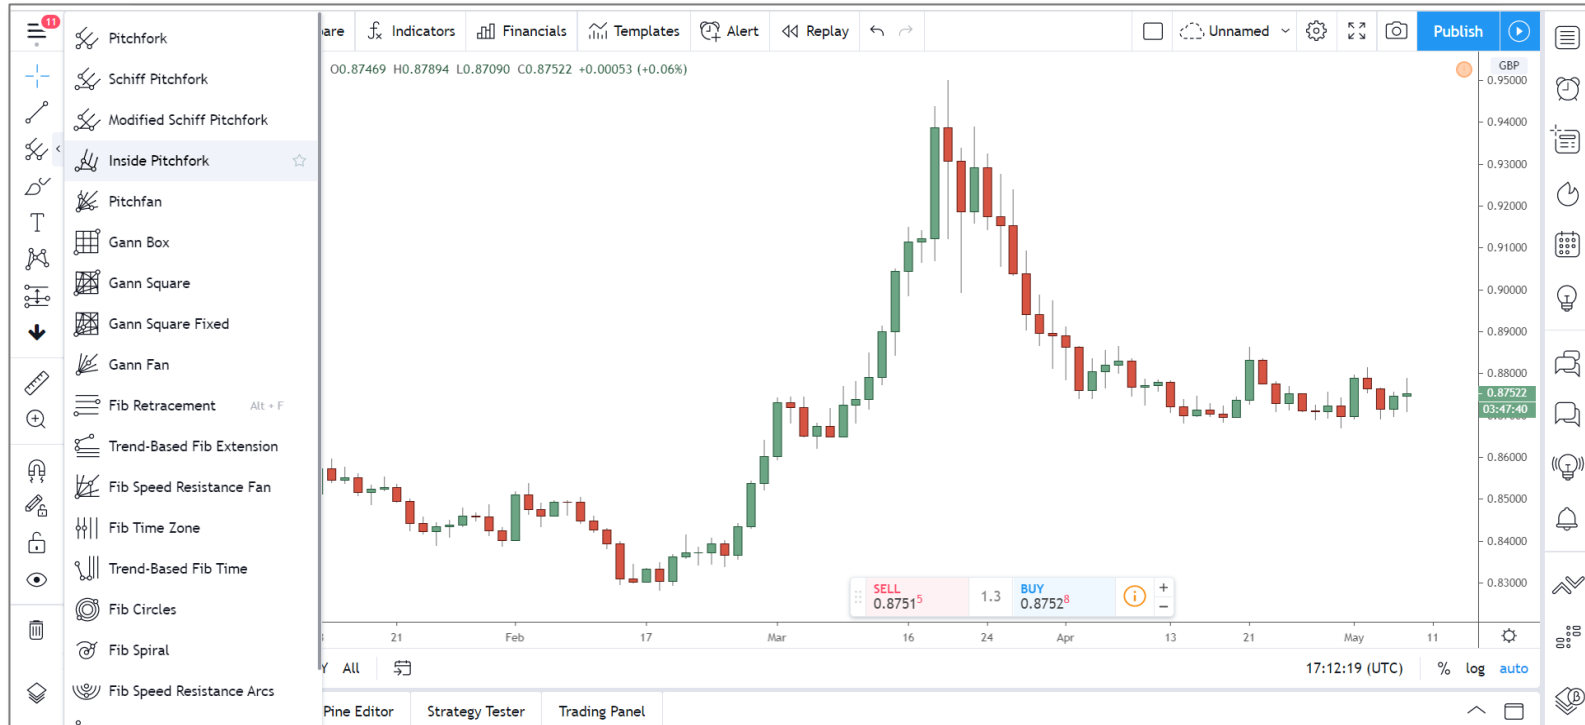 11
are
Indicators
Financials
Templates
Alert
Replay
Unnamed
Publish
Pitchfork
Schiff Pitchfork
Modified Schiff Pitchfork
Inside Pitchfork
Pitchfan
Gann Box
Gann Square
Gann Square Fixed
Gann Fan
Fib Retracement Alt + F
Trend-Based Fib Extension
Fib Speed Resistance Fan
Fib Time Zone
Trend-Based Fib Time
Fib Circles
Fib Spiral
Fib Speed Resistance Arcs
O0.87469 H0.87894 L0.87090 C0.87522 +0.00053 (+0.06%)
GBP
0.95000
0.94000
0.93000
0.92000
0.91000
0.90000
0.89000
0.88000
0.87522
03:47:40
0.86000
0.85000
0.84000
0.83000
SELL
0.87515
1.3
BUY
0.87528
21 Feb 17 Mar 16 24 Apr 13 21 May 11
Y All
17:12:19 (UTC) % log auto
Pine Editor Strategy Tester Trading Panel